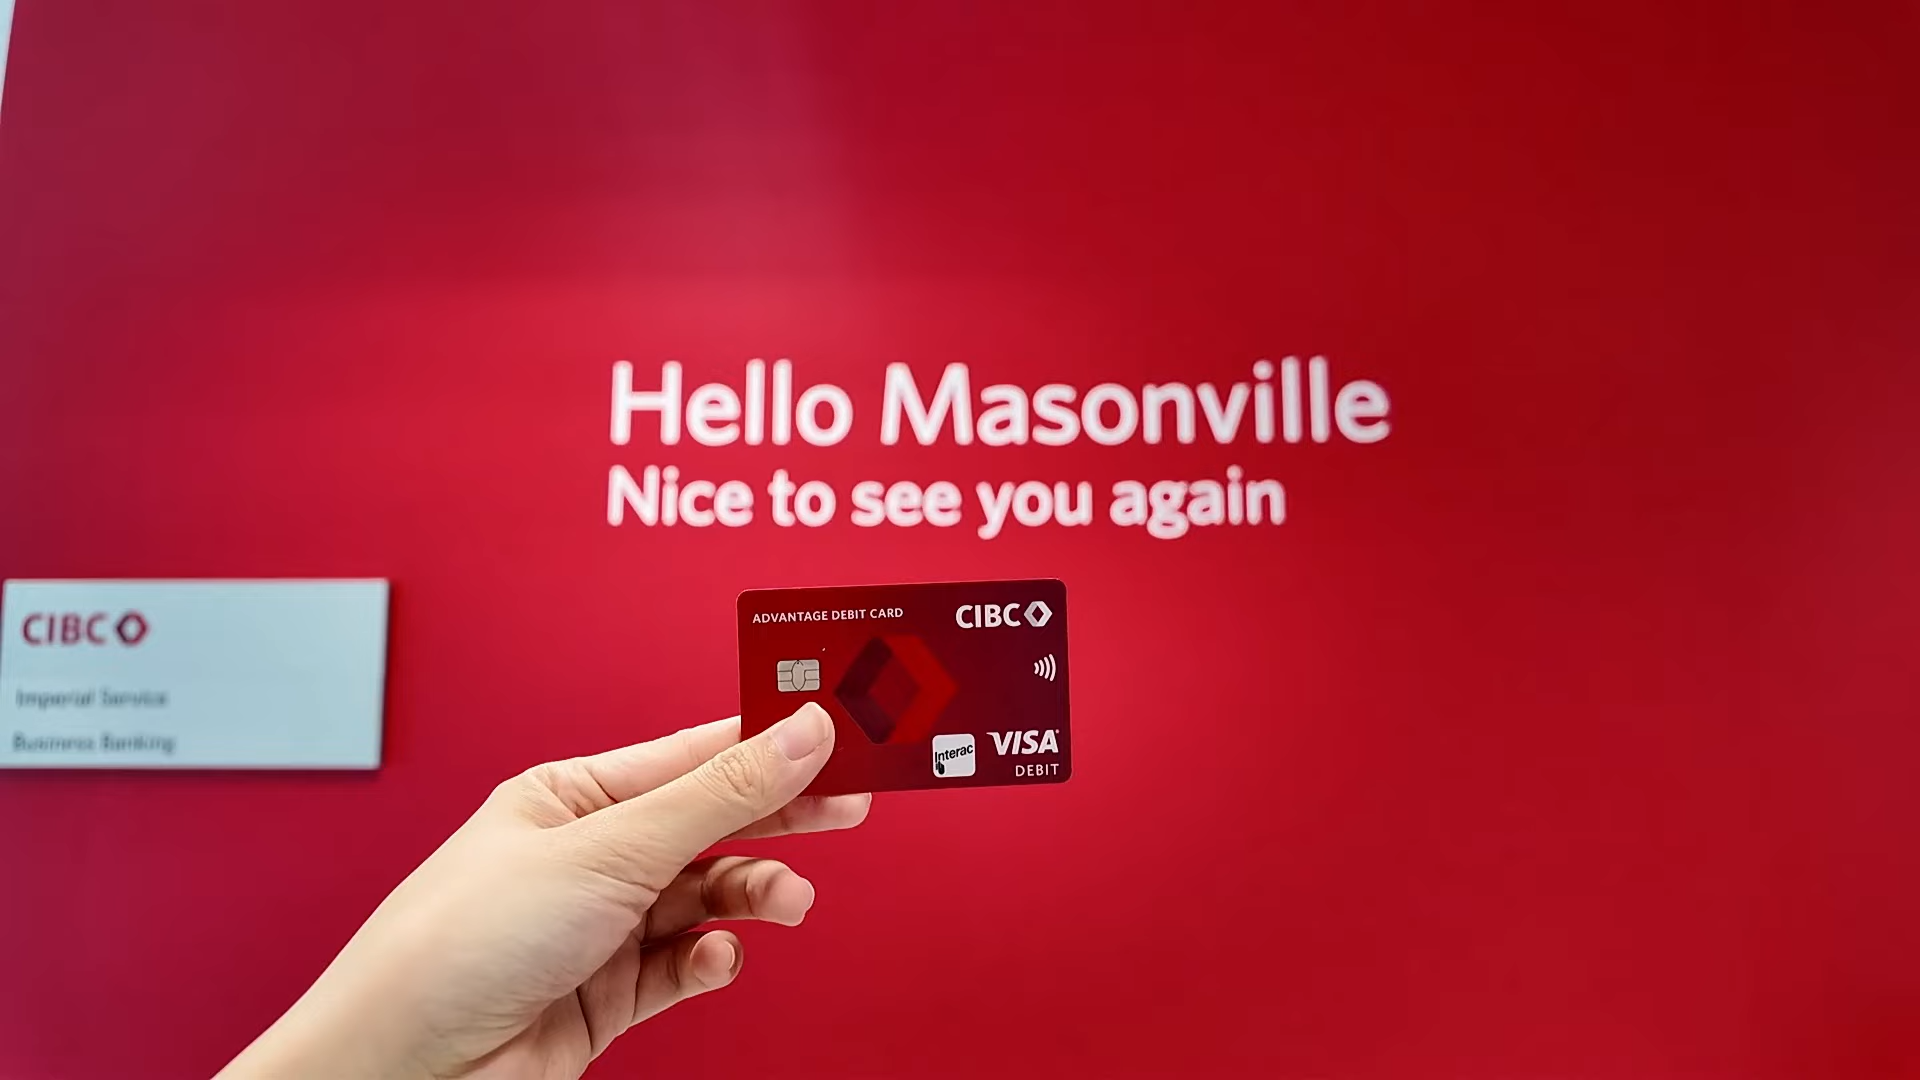 Hello Masonville
Nice to see you again
CIBC
Imperial Service
Business Banking
ADVANTAGE DEBIT CARD
CIBC
Interac
VISA
DEBIT